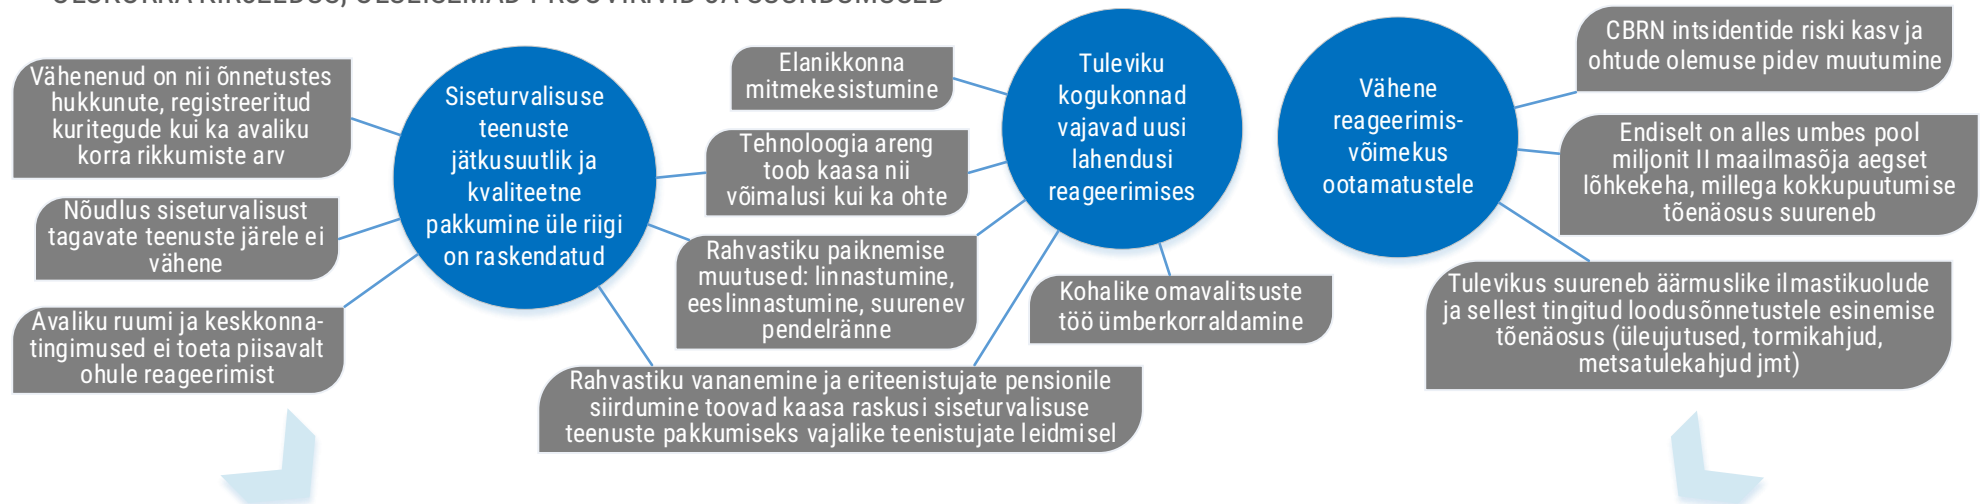 OLUKORRA KIRJELDUS, OLULISEMAD PROOVIKIVID JA SUUNDUMUSED
Vähenenud on nii õnnetustes
hukkunute, registreeritud
kuritegude kui ka avaliku
korra rikkumiste arv
Nõudlus siseturvalisust
tagavate teenuste järele ei
vähene
Avaliku ruumi ja keskkonna-
tingimused ei toeta piisavalt
ohule reageerimist
Siseturvalisuse
teenuste
jätkusuutlik ja
kvaliteetne
pakkumine üle riigi
on raskendatud
Elanikkonna
mitmekesistumine
Tehnoloogia areng
toob kaasa nii
võimalusi kui ka ohte
Rahvastiku paiknemise
muutused: linnastumine,
eeslinnastumine, suurenev
pendelränne
Rahvastiku vananemine ja eriteenistujate pensionile
siirdumine toovad kaasa raskusi siseturvalisuse
teenuste pakkumiseks vajalike teenistujate leidmisel
Tuleviku
kogukonnad
vajavad uusi
lahendusi
reageerimises
Kohalike omavalitsuste
töö ümberkorraldamine
Vähene
reageerimis-
võimekus
ootamatustele
CBRN intsidentide riski kasv ja
ohtude olemuse pidev muutumine
Endiselt on alles umbes pool
miljonit II maailmasõja aegset
lõhkekeha, millega kokkupuutumise
tõenäosus suureneb
Tulevikus suureneb äärmuslike ilmastikuolude
ja sellest tingitud loodusõnnetustele esinemise
tõenäosus (üleujutused, tormikahjud,
metsatulekahjud jmt)